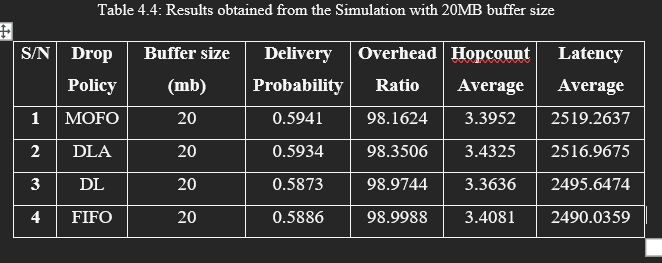 Table 4.4: Results obtained from the Simulation with 20MB buffer size
S/N Drop Policy Buffer size (mb) Delivery Probability Overhead Ratio Hopcount Average Latency Average
1 MOFO 20 0.5941 98.1624 3.3952 2519.2637
2 DLA 20 0.5934 98.3506 3.4325 2516.9675
3 DL 20 0.5873 98.9744 3.3636 2495.6474
4 FIFO 20 0.5886 98.9988 3.4081 2490.0359